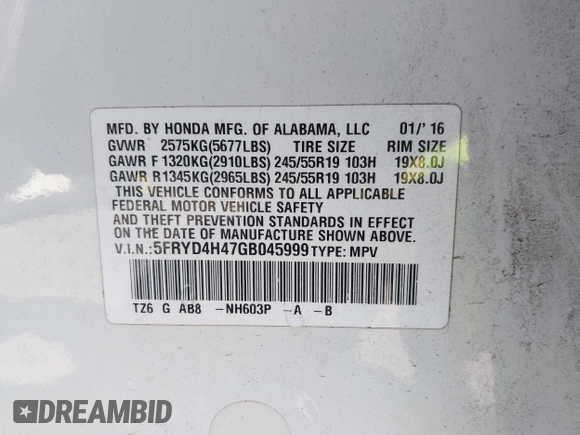 MFD. BY HONDA MFG. OF ALABAMA, LLC 01/'16
GVWR 2575KG(5677LBS) TIRE SIZE RIM SIZE
GAWR F 1320KG(2910LBS) 245/55R19 103H 19X8.0J
GAWR R1345KG(2965LBS) 245/55R19 103H 19X8.0J
THIS VEHICLE CONFORMS TO ALL APPLICABLE
FEDERAL MOTOR VEHICLE SAFETY
AND THEFT PREVENTION STANDARDS IN EFFECT ON
THE DATE OF MANUFACTURE SHOWN ABOVE.
V.I.N.:5FRYD4H47GB045999 TYPE: MPV
TZ6 G AB8 -NH603P -A -B
DREAMBID